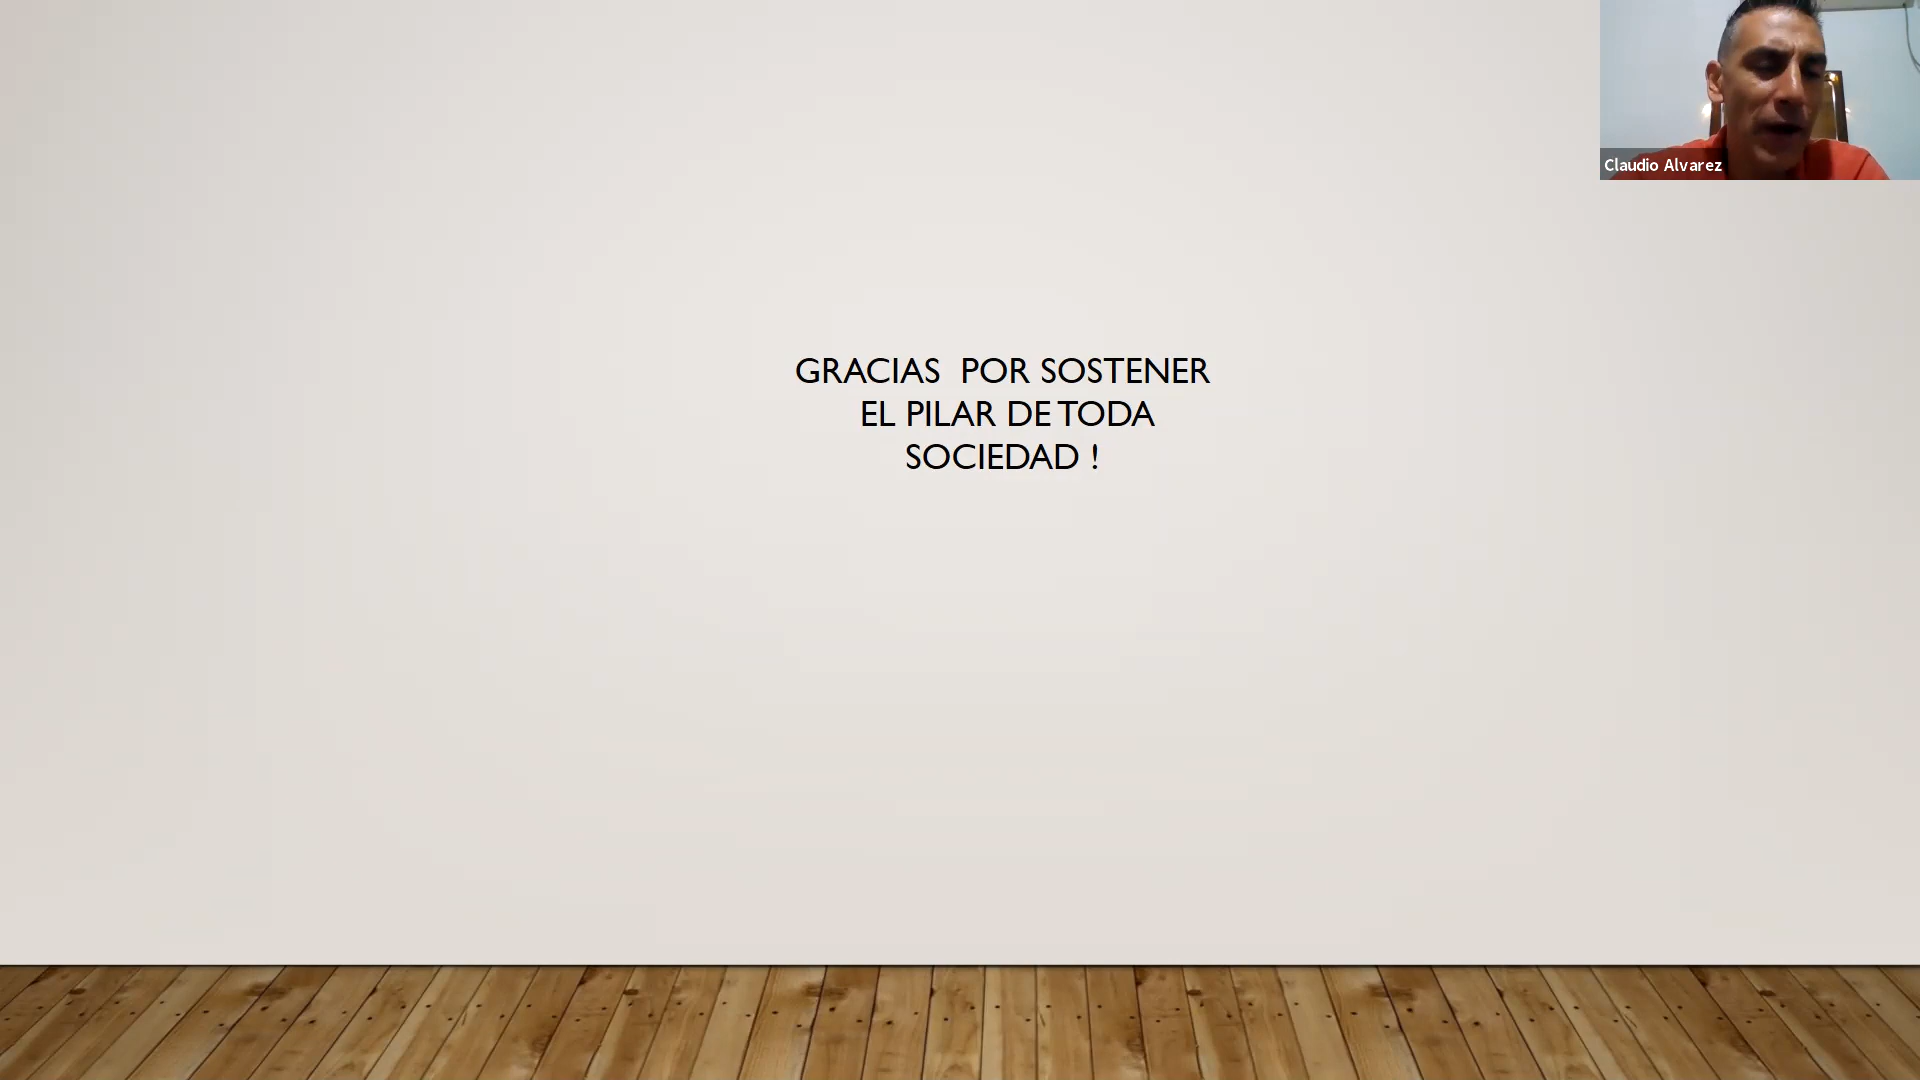 Claudio Alvarez
GRACIAS  POR SOSTENER
EL PILAR DE TODA
SOCIEDAD !